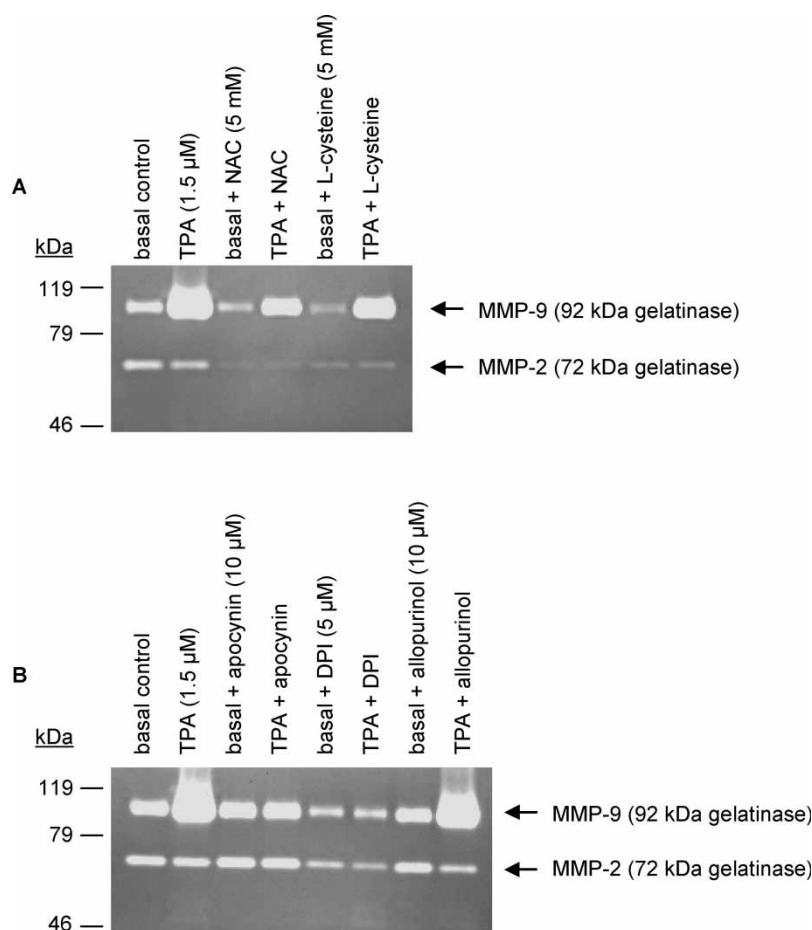 A
basal control
TPA (1.5 µM)
basal + NAC (5 mM)
TPA + NAC
basal + L-cysteine (5 mM)
TPA + L-cysteine
kDa
119
79
46
MMP-9 (92 kDa gelatinase)
MMP-2 (72 kDa gelatinase)
B
basal control
TPA (1.5 µM)
basal + apocynin (10 µM)
TPA + apocynin
basal + DPI (5 µM)
TPA + DPI
basal + allopurinol (10 µM)
TPA + allopurinol
kDa
119
79
46
MMP-9 (92 kDa gelatinase)
MMP-2 (72 kDa gelatinase)